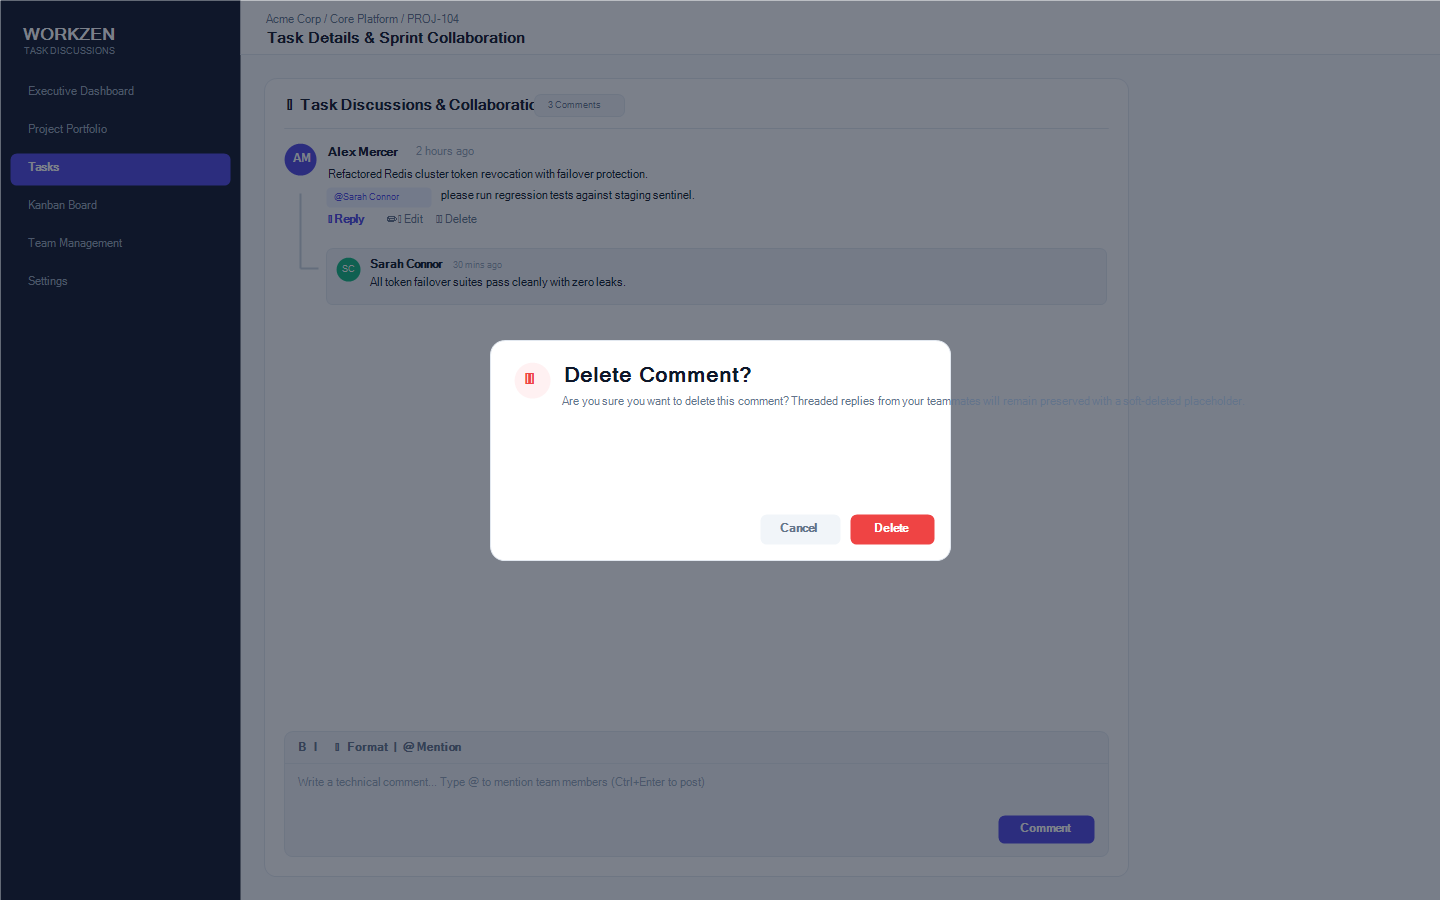 WORKZEN
TASK DISCUSSIONS
Executive Dashboard
Project Portfolio
Tasks
Kanban Board
Team Management
Settings
Acme Corp / Core Platform / PROJ-104
Task Details & Sprint Collaboration
Task Discussions & Collaboratio
3 Comments
AM
Alex Mercer 2 hours ago
Refactored Redis cluster token revocation with failover protection.
@Sarah Connor please run regression tests against staging sentinel.
Reply ✏ Edit Delete
SC
Sarah Connor 30 mins ago
All token failover suites pass cleanly with zero leaks.
Delete Comment?
Are you sure you want to delete this comment? Threaded replies from your teammates will remain preserved with a soft-deleted placeholder.
Cancel
Delete
B I Format | @ Mention
Write a technical comment... Type @ to mention team members (Ctrl+Enter to post)
Comment